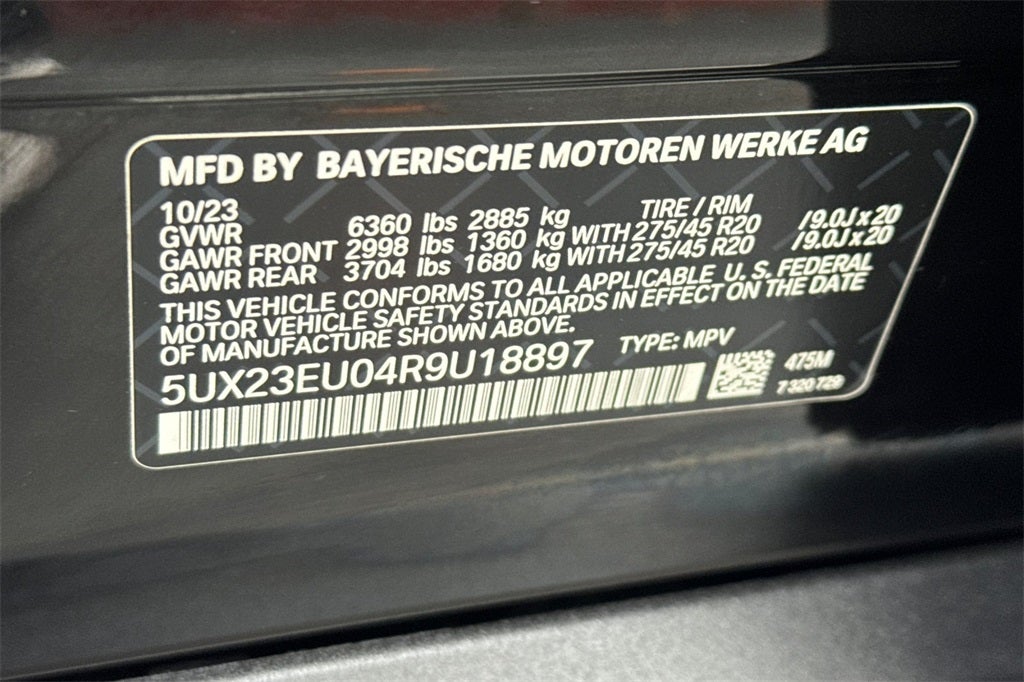 MFD BY BAYERISCHE MOTOREN WERKE AG
10/23 TIRE / RIM
GVWR 6360 lbs 2885 kg
GAWR FRONT 2998 lbs 1360 kg WITH 275/45 R20 / 9.0J x 20
GAWR REAR 3704 lbs 1680 kg WITH 275/45 R20 / 9.0J x 20
THIS VEHICLE CONFORMS TO ALL APPLICABLE U. S. FEDERAL
MOTOR VEHICLE SAFETY STANDARDS IN EFFECT ON THE DATE
OF MANUFACTURE SHOWN ABOVE.
5UX23EU04R9U18897 TYPE: MPV
475M
7 320 729